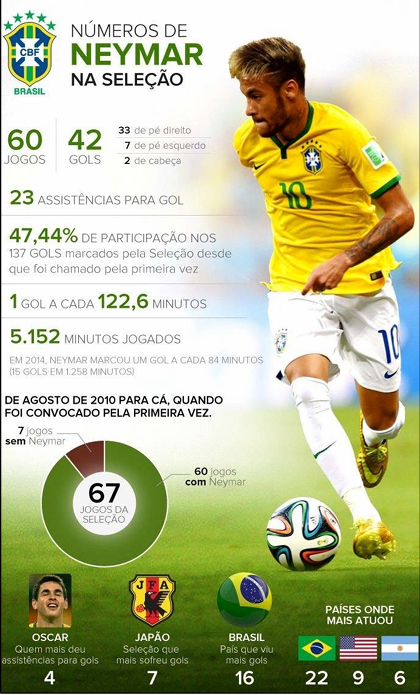 CBF
BRASIL
NÚMEROS DE
NEYMAR
NA SELEÇÃO
60
JOGOS
42
GOLS
33 de pé direito
7 de pé esquerdo
2 de cabeça
23 ASSISTÊNCIAS PARA GOL
47,44% DE PARTICIPAÇÃO NOS
137 GOLS marcados pela Seleção desde
que foi chamado pela primeira vez
1 GOL A CADA 122,6 MINUTOS
5.152 MINUTOS JOGADOS
EM 2014, NEYMAR MARCOU UM GOL A CADA 84 MINUTOS
(15 GOLS EM 1.258 MINUTOS)
DE AGOSTO DE 2010 PARA CÁ, QUANDO
FOI CONVOCADO PELA PRIMEIRA VEZ.
7 jogos
sem Neymar
60 jogos
com Neymar
67
JOGOS DA
SELEÇÃO
10
10
JFA
OSCAR
Quem mais deu
assistências para gols
4
JAPÃO
Seleção que
mais sofreu gols
7
BRASIL
País que viu
mais gols
16
PAÍSES ONDE
MAIS ATUOU
22
9
6